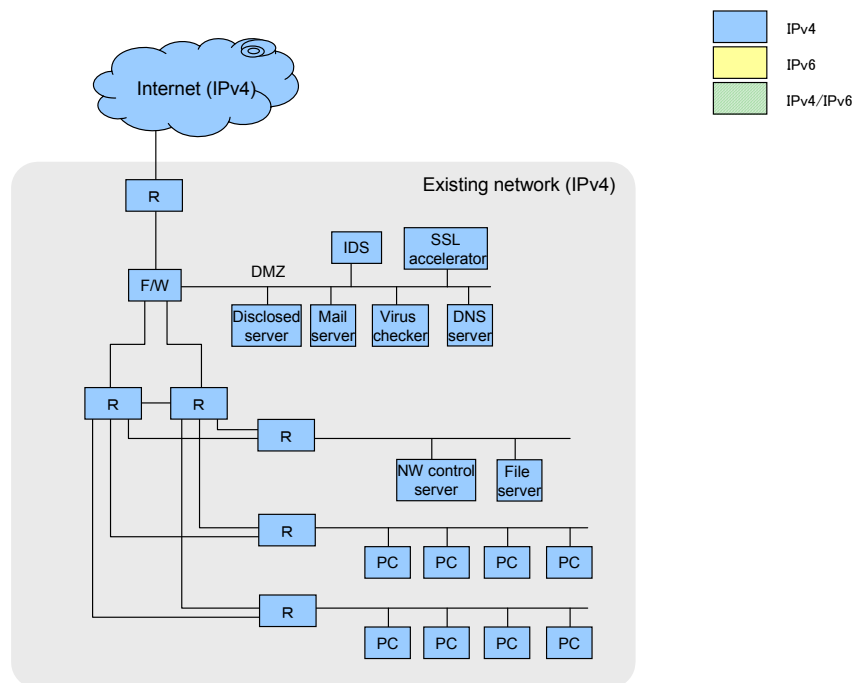 IPv4
IPv6
IPv4/IPv6
Internet (IPv4)
Existing network (IPv4)
R
IDS
SSL
accelerator
DMZ
F/W
Disclosed
server
Mail
server
Virus
checker
DNS
server
R
R
R
NW control
server
File
server
R
PC
PC
PC
PC
R
PC
PC
PC
PC